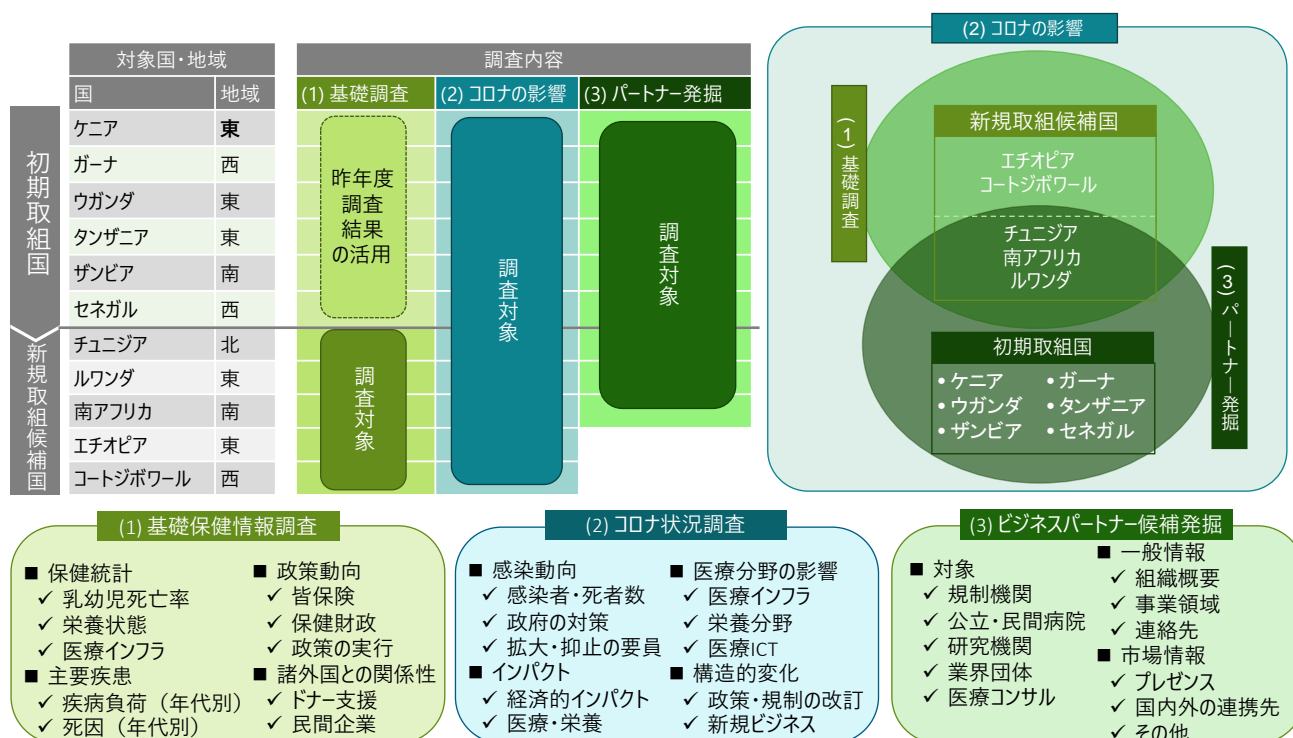 対象国・地域
調査内容
国
地域
(1) 基礎調査
(2) コロナの影響
(3) パートナー発掘
初期取組国
ケニア
東
ガーナ
西
ウガンダ
東
タンザニア
東
ザンビア
南
セネガル
西
新規取組候補国
チュニジア
北
ルワンダ
東
南アフリカ
南
エチオピア
東
コートジボワール
西
昨年度
調査
結果
の活用
調査対象
調査対象
調査対象
(2) コロナの影響
(1)基礎調査
新規取組候補国
エチオピア
コートジボワール
チュニジア
南アフリカ
ルワンダ
(3)パートナー発掘
初期取組国
• ケニア
• ガーナ
• ウガンダ
• タンザニア
• ザンビア
• セネガル
(1) 基礎保健情報調査
■ 保健統計
✓ 乳幼児死亡率
✓ 栄養状態
✓ 医療インフラ
■ 主要疾患
✓ 疾病負荷（年代別）
✓ 死因（年代別）
■ 政策動向
✓ 皆保険
✓ 保健財政
✓ 政策の実行
■ 諸外国との関係性
✓ ドナー支援
✓ 民間企業
(2) コロナ状況調査
■ 感染動向
✓ 感染者・死者数
✓ 政府の対策
✓ 拡大・抑止の要員
■ インパクト
✓ 経済的インパクト
✓ 医療・栄養
■ 医療分野の影響
✓ 医療インフラ
✓ 栄養分野
✓ 医療ICT
■ 構造的変化
✓ 政策・規制の改訂
✓ 新規ビジネス
(3) ビジネスパートナー候補発掘
■ 対象
✓ 規制機関
✓ 公立・民間病院
✓ 研究機関
✓ 業界団体
✓ 医療コンサル
■ 一般情報
✓ 組織概要
✓ 事業領域
✓ 連絡先
■ 市場情報
✓ プレゼンス
✓ 国内外の連携先
✓ その他